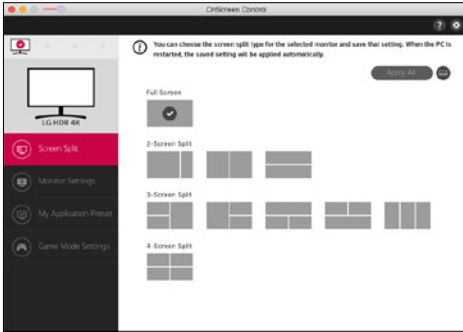 OnScreen Control
?
LG HDR 4K
Screen Split
Monitor Settings
My Application Preset
Game Mode Settings
You can choose the screen split type for the selected monitor and save that setting. When the PC is
restarted, the saved setting will be applied automatically.
Apply All
Full Screen
2-Screen Split
3-Screen Split
4-Screen Split